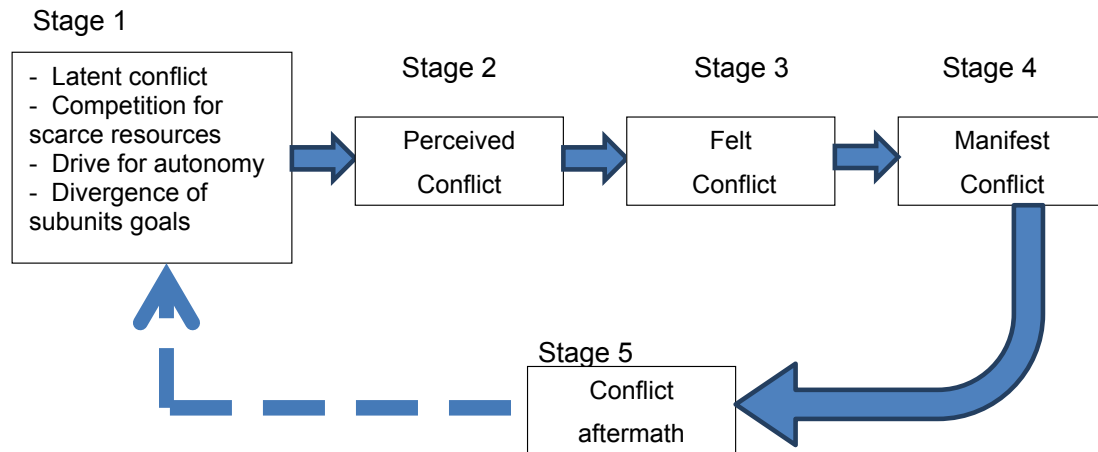 Stage 1
- Latent conflict
- Competition for
scarce resources
- Drive for autonomy
- Divergence of
subunits goals
Stage 2
Perceived
Conflict
Stage 3
Felt
Conflict
Stage 4
Manifest
Conflict
Stage 5
Conflict
aftermath